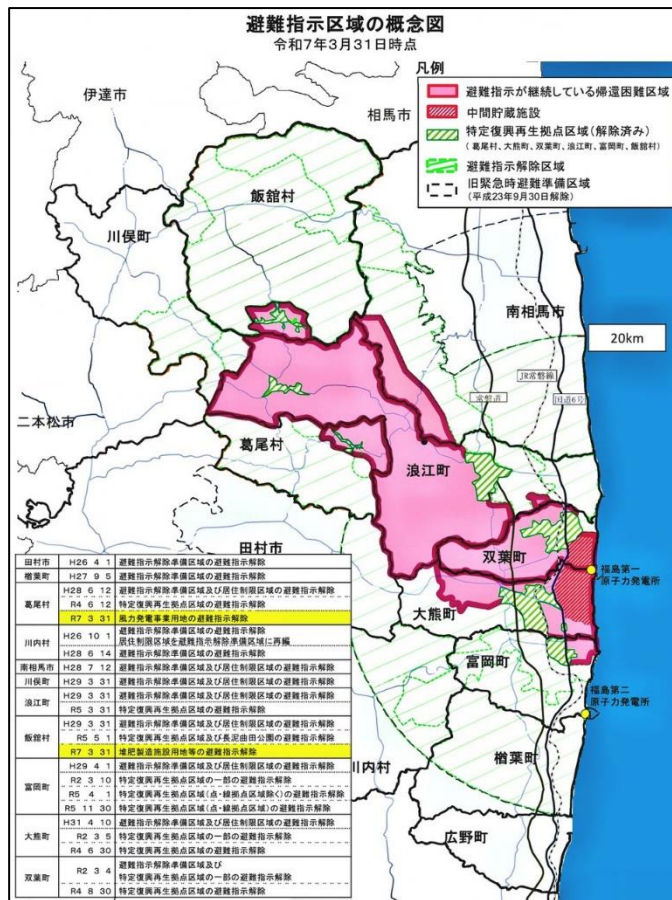 避難指示区域の概念図
令和7年3月31日時点
凡例
避難指示が継続している帰還困難区域
中間貯蔵施設
特定復興再生拠点区域(解除済み)
(葛尾村、大熊町、双葉町、浪江町、富岡町、飯舘村)
避難指示解除区域
旧緊急時避難準備区域
(平成23年9月30日解除)
伊達市
相馬市
飯舘村
川俣町
南相馬市
20km
JR常磐線
常磐道
国道6号
二本松市
葛尾村
浪江町
田村市
双葉町
福島第一
原子力発電所
大熊町
富岡町
福島第二
原子力発電所
川内村
楢葉町
広野町
田村市 H26 4 1 避難指示解除準備区域の避難指示解除
楢葉町 H27 9 5 避難指示解除準備区域の避難指示解除
葛尾村 H28 6 12 避難指示解除準備区域及び居住制限区域の避難指示解除
R4 6 12 特定復興再生拠点区域の避難指示解除
R7 3 31 風力発電事業用地の避難指示解除
川内村 H26 10 1 避難指示解除準備区域の避難指示解除
居住制限区域を避難指示解除準備区域に再編
H28 6 14 避難指示解除準備区域の避難指示解除
南相馬市 H28 7 12 避難指示解除準備区域及び居住制限区域の避難指示解除
川俣町 H29 3 31 避難指示解除準備区域及び居住制限区域の避難指示解除
浪江町 H29 3 31 避難指示解除準備区域及び居住制限区域の避難指示解除
R5 3 31 特定復興再生拠点区域の避難指示解除
飯舘村 H29 3 31 避難指示解除準備区域及び居住制限区域の避難指示解除
R5 5 1 特定復興再生拠点区域及び長泥曲田公園の避難指示解除
R7 3 31 堆肥製造施設用地等の避難指示解除
富岡町 H29 4 1 避難指示解除準備区域及び居住制限区域の避難指示解除
R2 3 10 特定復興再生拠点区域の一部の避難指示解除
R5 4 1 特定復興再生拠点区域(点・線拠点区域除く)の避難指示解除
R5 11 30 特定復興再生拠点区域(点・線拠点区域)の避難指示解除
大熊町 H31 4 10 避難指示解除準備区域及び居住制限区域の避難指示解除
R2 3 5 特定復興再生拠点区域の一部の避難指示解除
R4 6 30 特定復興再生拠点区域の避難指示解除
双葉町 R2 3 4 避難指示解除準備区域及び
特定復興再生拠点区域の一部の避難指示解除
R4 8 30 特定復興再生拠点区域の避難指示解除